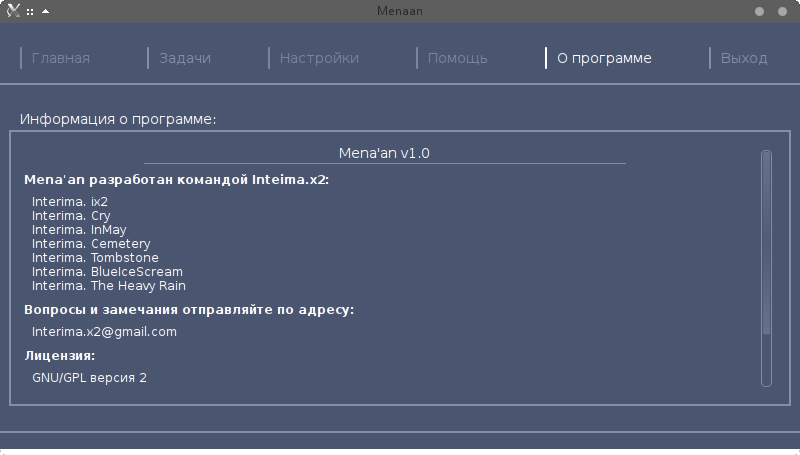 Menaan
Главная Задачи Настройки Помощь О программе Выход
Информация о программе:
Mena'an v1.0
Mena'an разработан командой Inteima.x2:
Interima. ix2
Interima. Cry
Interima. InMay
Interima. Cemetery
Interima. Tombstone
Interima. BlueIceScream
Interima. The Heavy Rain
Вопросы и замечания отправляйте по адресу:
Interima.x2@gmail.com
Лицензия:
GNU/GPL версия 2